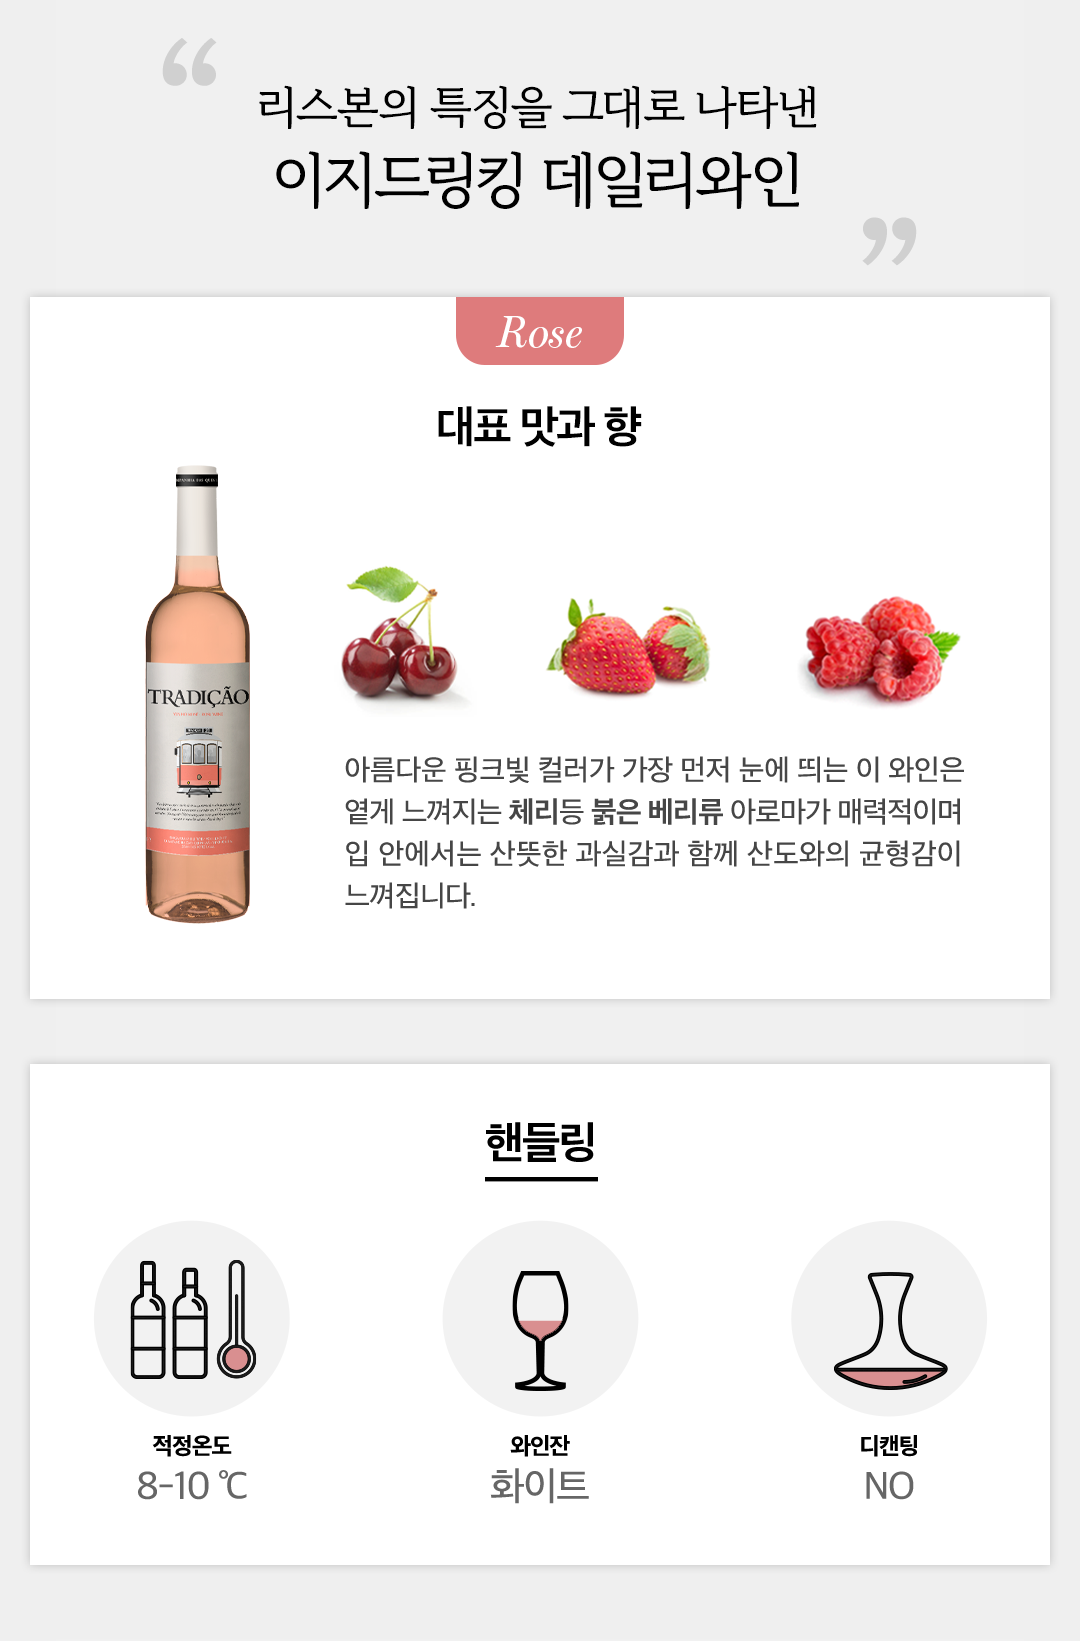 “
리스본의 특징을 그대로 나타낸
이지드링킹 데일리와인
”
Rose
대표 맛과 향
TRADIÇÃO
아름다운 핑크빛 컬러가 가장 먼저 눈에 띄는 이 와인은
옅게 느껴지는 체리등 붉은 베리류 아로마가 매력적이며
입 안에서는 산뜻한 과실감과 함께 산도와의 균형감이
느껴집니다.
핸들링
적정온도
8-10 ℃
와인잔
화이트
디캔팅
NO